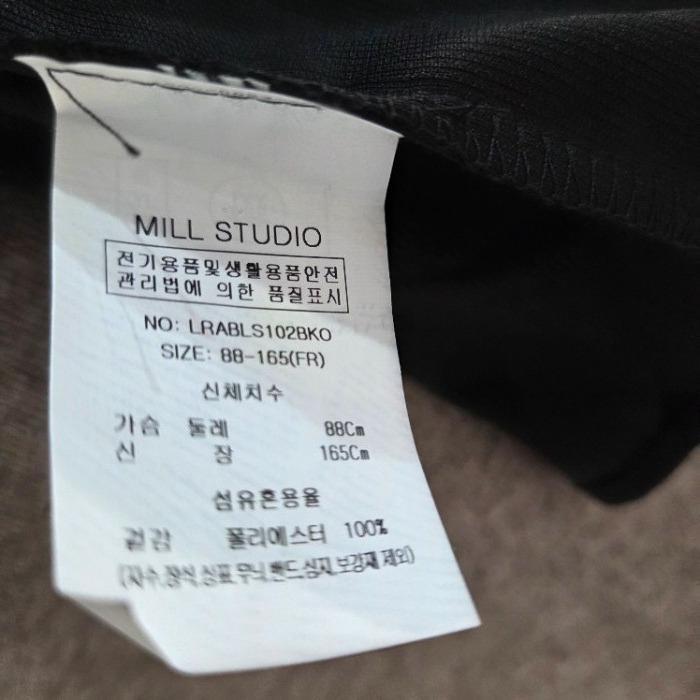 MILL STUDIO
전기용품및생활용품안전
관리법에 의한 품질표시
NO: LRABLS102BKO
SIZE: 88-165(FR)
신체치수
가슴 둘레 88Cm
신 장 165Cm
섬유혼용율
겉감 폴리에스터 100%
(자수,장식,상표,무늬,밴드,심지,보강재 제외)